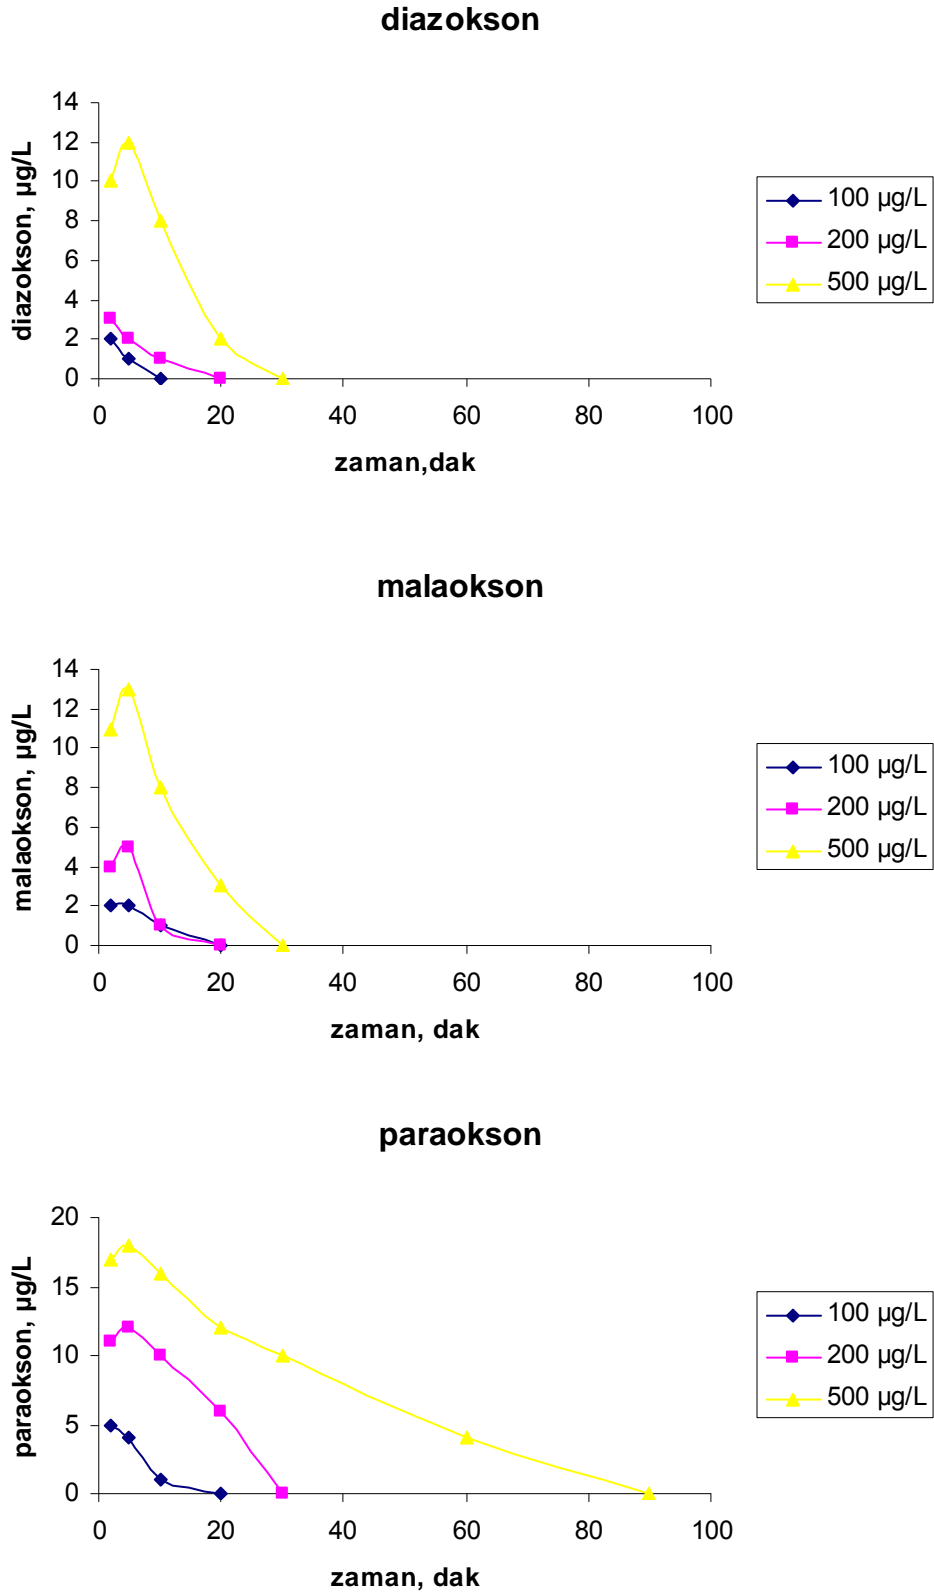 diazokson
14
12
10
8
6
4
2
0
0 20 40 60 80 100
diazokson, µg/L
zaman,dak
100 µg/L
200 µg/L
500 µg/L
malaokson
14
12
10
8
6
4
2
0
0 20 40 60 80 100
malaokson, µg/L
zaman, dak
100 µg/L
200 µg/L
500 µg/L
paraokson
20
15
10
5
0
0 20 40 60 80 100
paraokson, µg/L
zaman, dak
100 µg/L
200 µg/L
500 µg/L